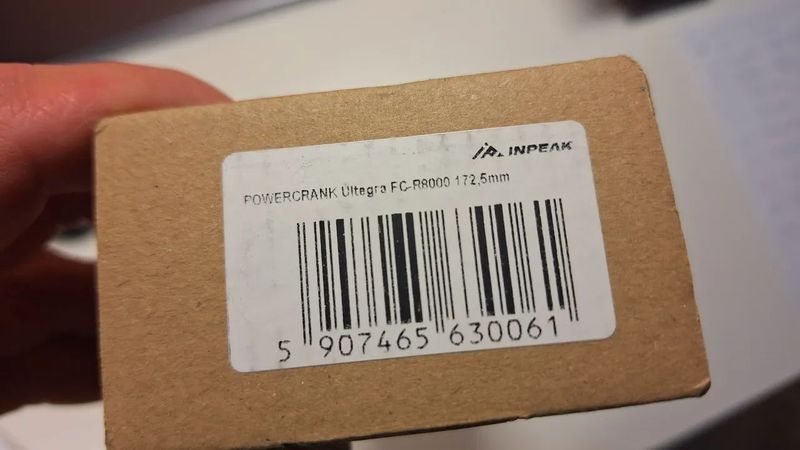 INPEAK
POWERCRANK Ultegra FC-R8000 172,5mm
5 907465 630061